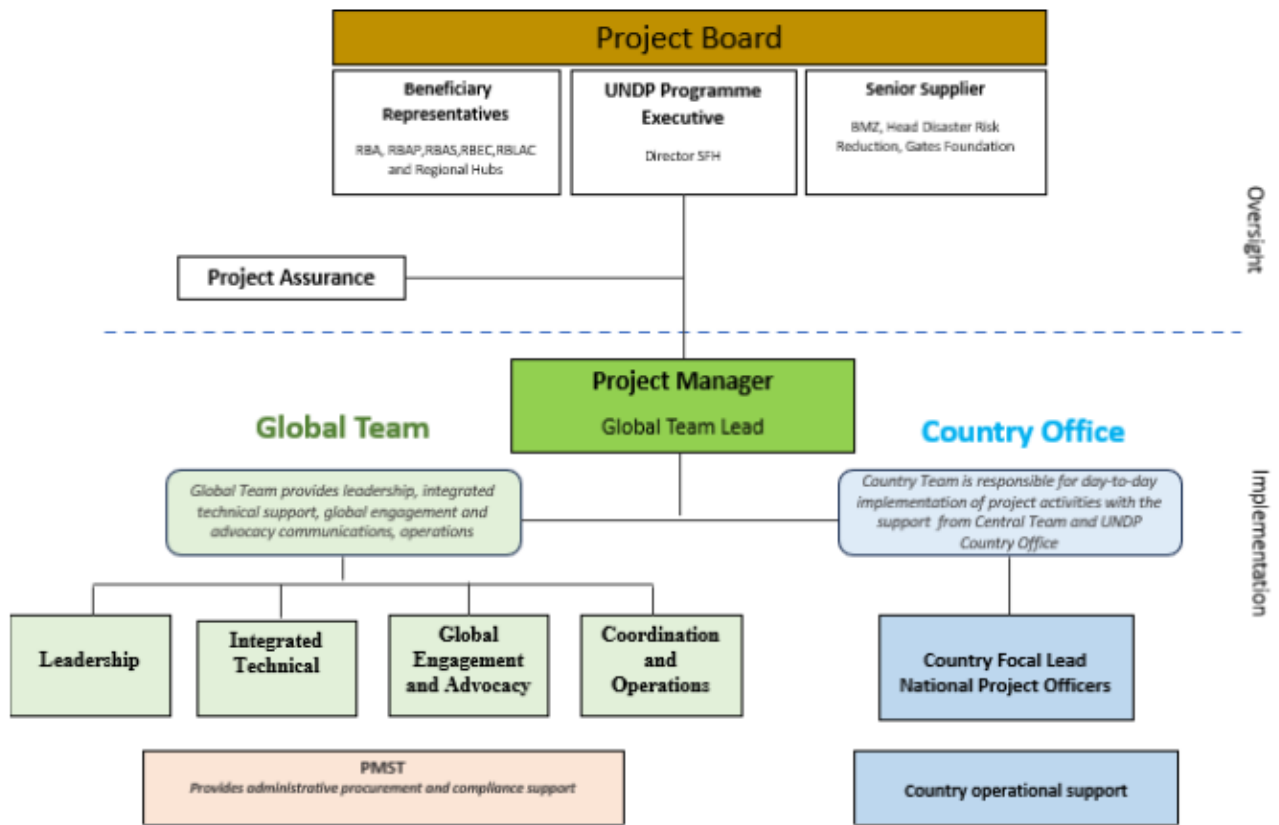 Project Board
Beneficiary
Representatives
RBA, RBAP,RBAS,RBEC,RBLAC
and Regional Hubs
UNDP Programme
Executive
Director SFH
Senior Supplier
BMZ, Head Disaster Risk
Reduction, Gates Foundation
Oversight
Project Assurance
Project Manager
Global Team Lead
Global Team
Country Office
Global Team provides leadership, integrated
technical support, global engagement and
advocacy communications, operations
Country Team is responsible for day-to-day
implementation of project activities with the
support from Central Team and UNDP
Country Office
Implementation
Leadership
Integrated
Technical
Global
Engagement
and Advocacy
Coordination
and
Operations
Country Focal Lead
National Project Officers
PMST
Provides administrative procurement and compliance support
Country operational support